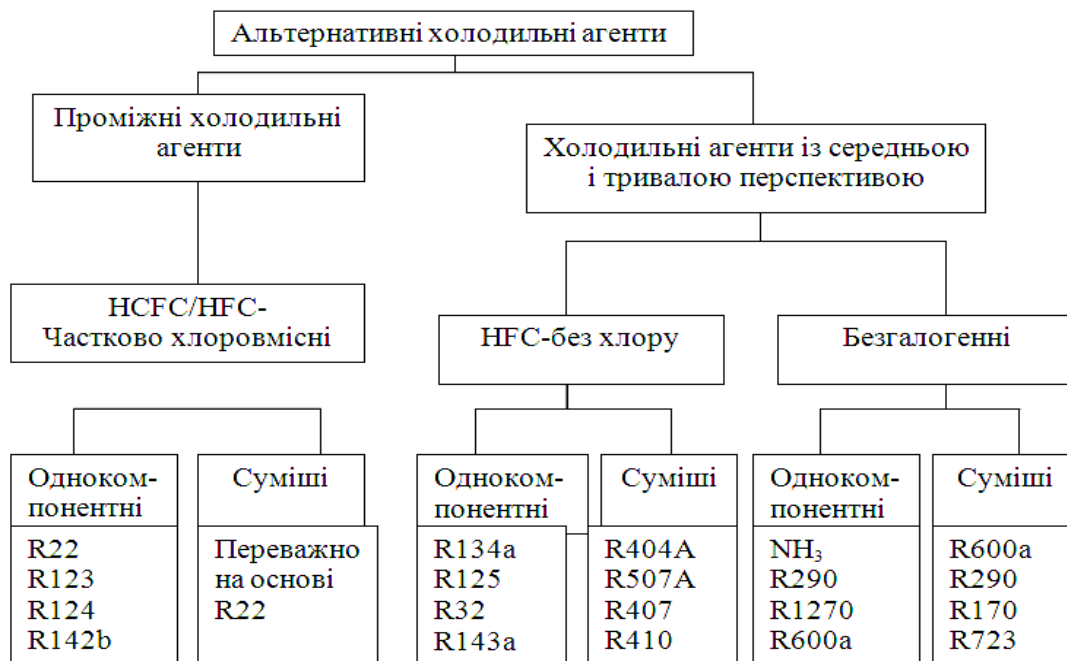 Альтернативні холодильні агенти
Проміжні холодильні
агенти
Холодильні агенти із середньою
і тривалою перспективою
HCFC/HFC-
Частково хлоровмісні
HFC-без хлору
Безгалогенні
Одноком-
понентні
R22
R123
R124
R142b
Суміші
Переважно
на основі
R22
Одноком-
понентні
R134a
R125
R32
R143a
Суміші
R404A
R507A
R407
R410
Одноком-
понентні
NH₃
R290
R1270
R600a
Суміші
R600a
R290
R170
R723